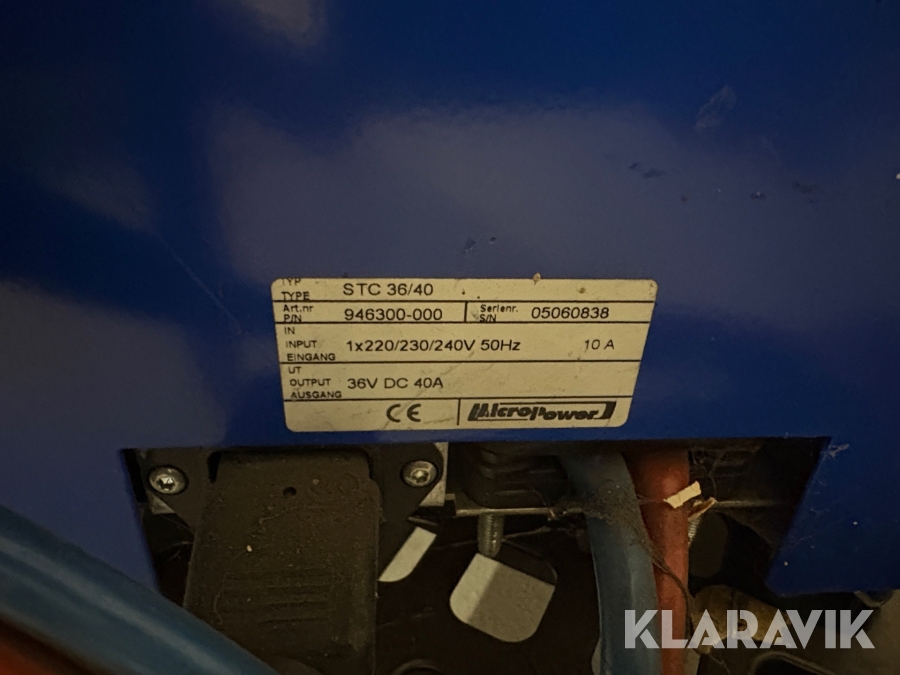 TYP
TYPE STC 36/40
Art.nr
P/N 946300-000 Serienr.
S/N 05060838
IN
INPUT 1x220/230/240V 50Hz 10 A
EINGANG
UT
OUTPUT 36V DC 40A
AUSGANG
CE MicroPower
KLARAVIK